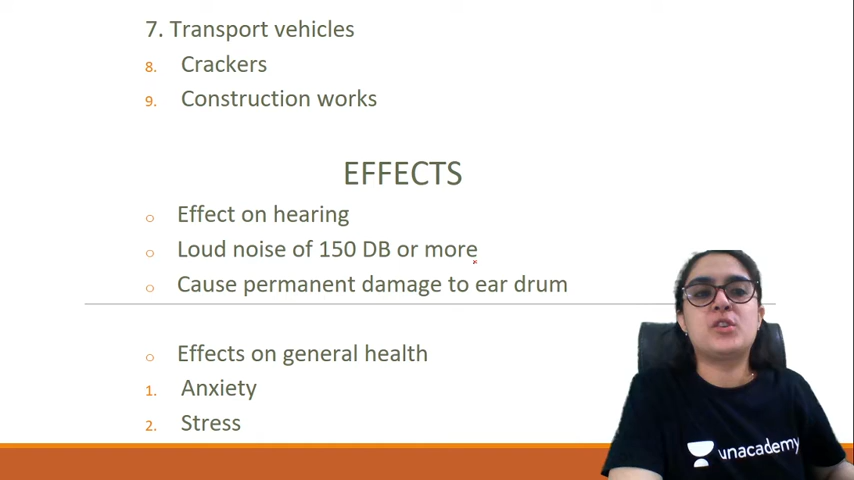 7. Transport vehicles
8. Crackers
9. Construction works
EFFECTS
o Effect on hearing
o Loud noise of 150 DB or more
o Cause permanent damage to ear drum
o Effects on general health
1. Anxiety
2. Stress
unacademy